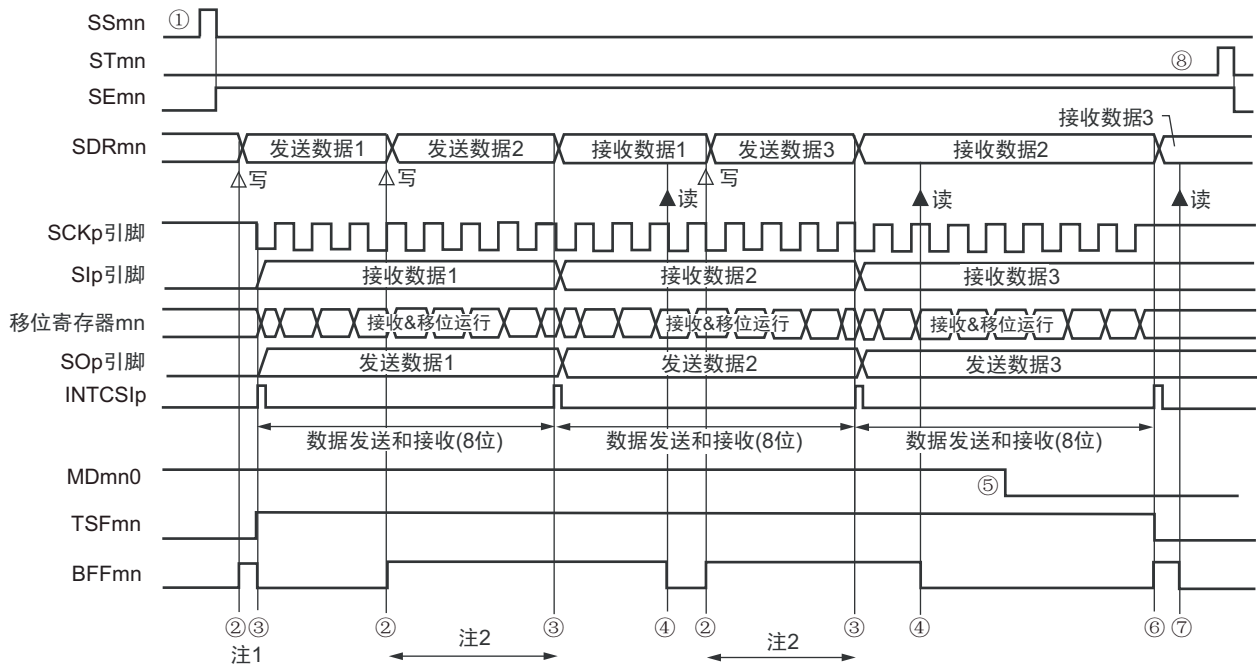 SSmn ①
STmn ⑧
SEmn
接收数据3
SDRmn 发送数据1 发送数据2 接收数据1 发送数据3 接收数据2
写 写 读 写 读 读
SCKp引脚
SIp引脚 接收数据1 接收数据2 接收数据3
移位寄存器mn 接收&移位运行 接收&移位运行 接收&移位运行
SOp引脚 发送数据1 发送数据2 发送数据3
INTCSIp
数据发送和接收(8位) 数据发送和接收(8位) 数据发送和接收(8位)
MDmn0 ⑤
TSFmn
BFFmn
② ③ ② ③ ④ ② ③ ④ ⑥ ⑦
注1 注2 注2